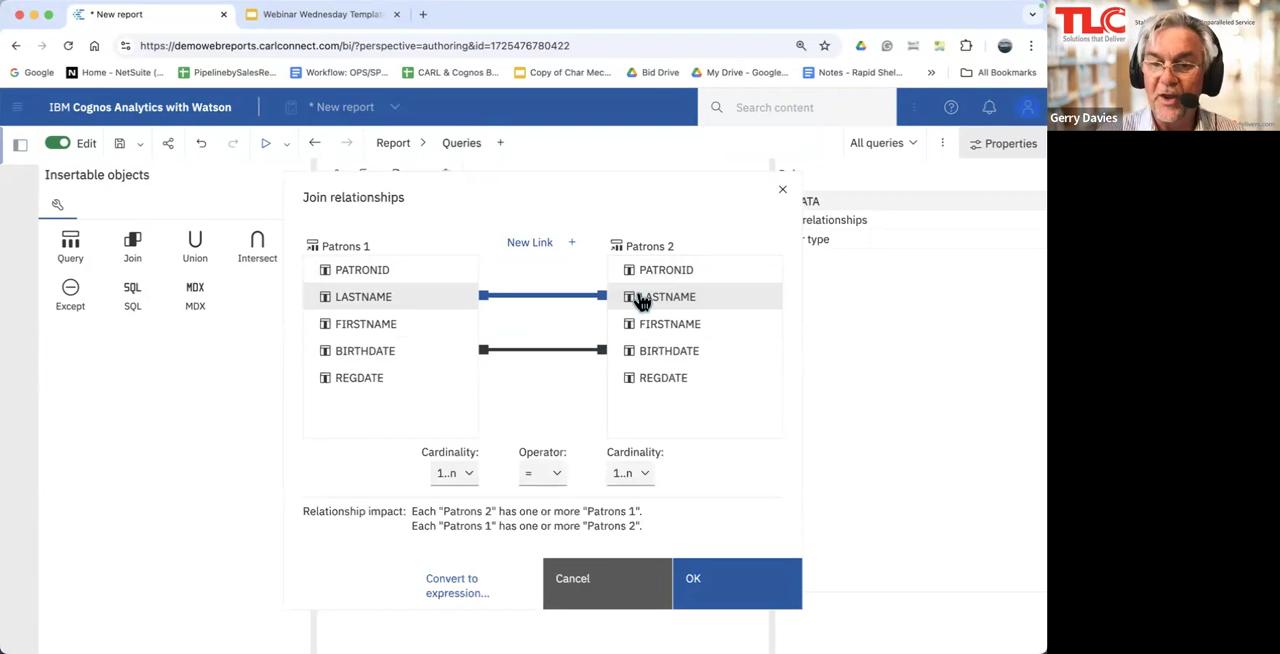 New report
Webinar Wednesday Templat
https://demowebreports.carlconnect.com/bi/?perspective=authoring&id=1725476780422
Google
Home - NetSuite (...
PipelinebySalesRe...
Workflow: OPS/SP...
CARL & Cognos B...
Copy of Char Mec...
Bid Drive
My Drive - Google...
Notes - Rapid Shel...
All Bookmarks
IBM Cognos Analytics with Watson
* New report
Search content
Edit
Report
Queries
All queries
Properties
Insertable objects
Query
Join
Union
Intersect
Except
SQL
SQL
MDX
MDX
Join relationships
Patrons 1
New Link +
Patrons 2
PATRONID
PATRONID
LASTNAME
LASTNAME
FIRSTNAME
FIRSTNAME
BIRTHDATE
BIRTHDATE
REGDATE
REGDATE
Cardinality:
Operator:
Cardinality:
1..n
=
1..n
Relationship impact: Each "Patrons 2" has one or more "Patrons 1".
Each "Patrons 1" has one or more "Patrons 2".
Convert to
expression...
Cancel
OK
ATA
relationships
r type
TLC
Solutions that Deliver
Gerry Davies